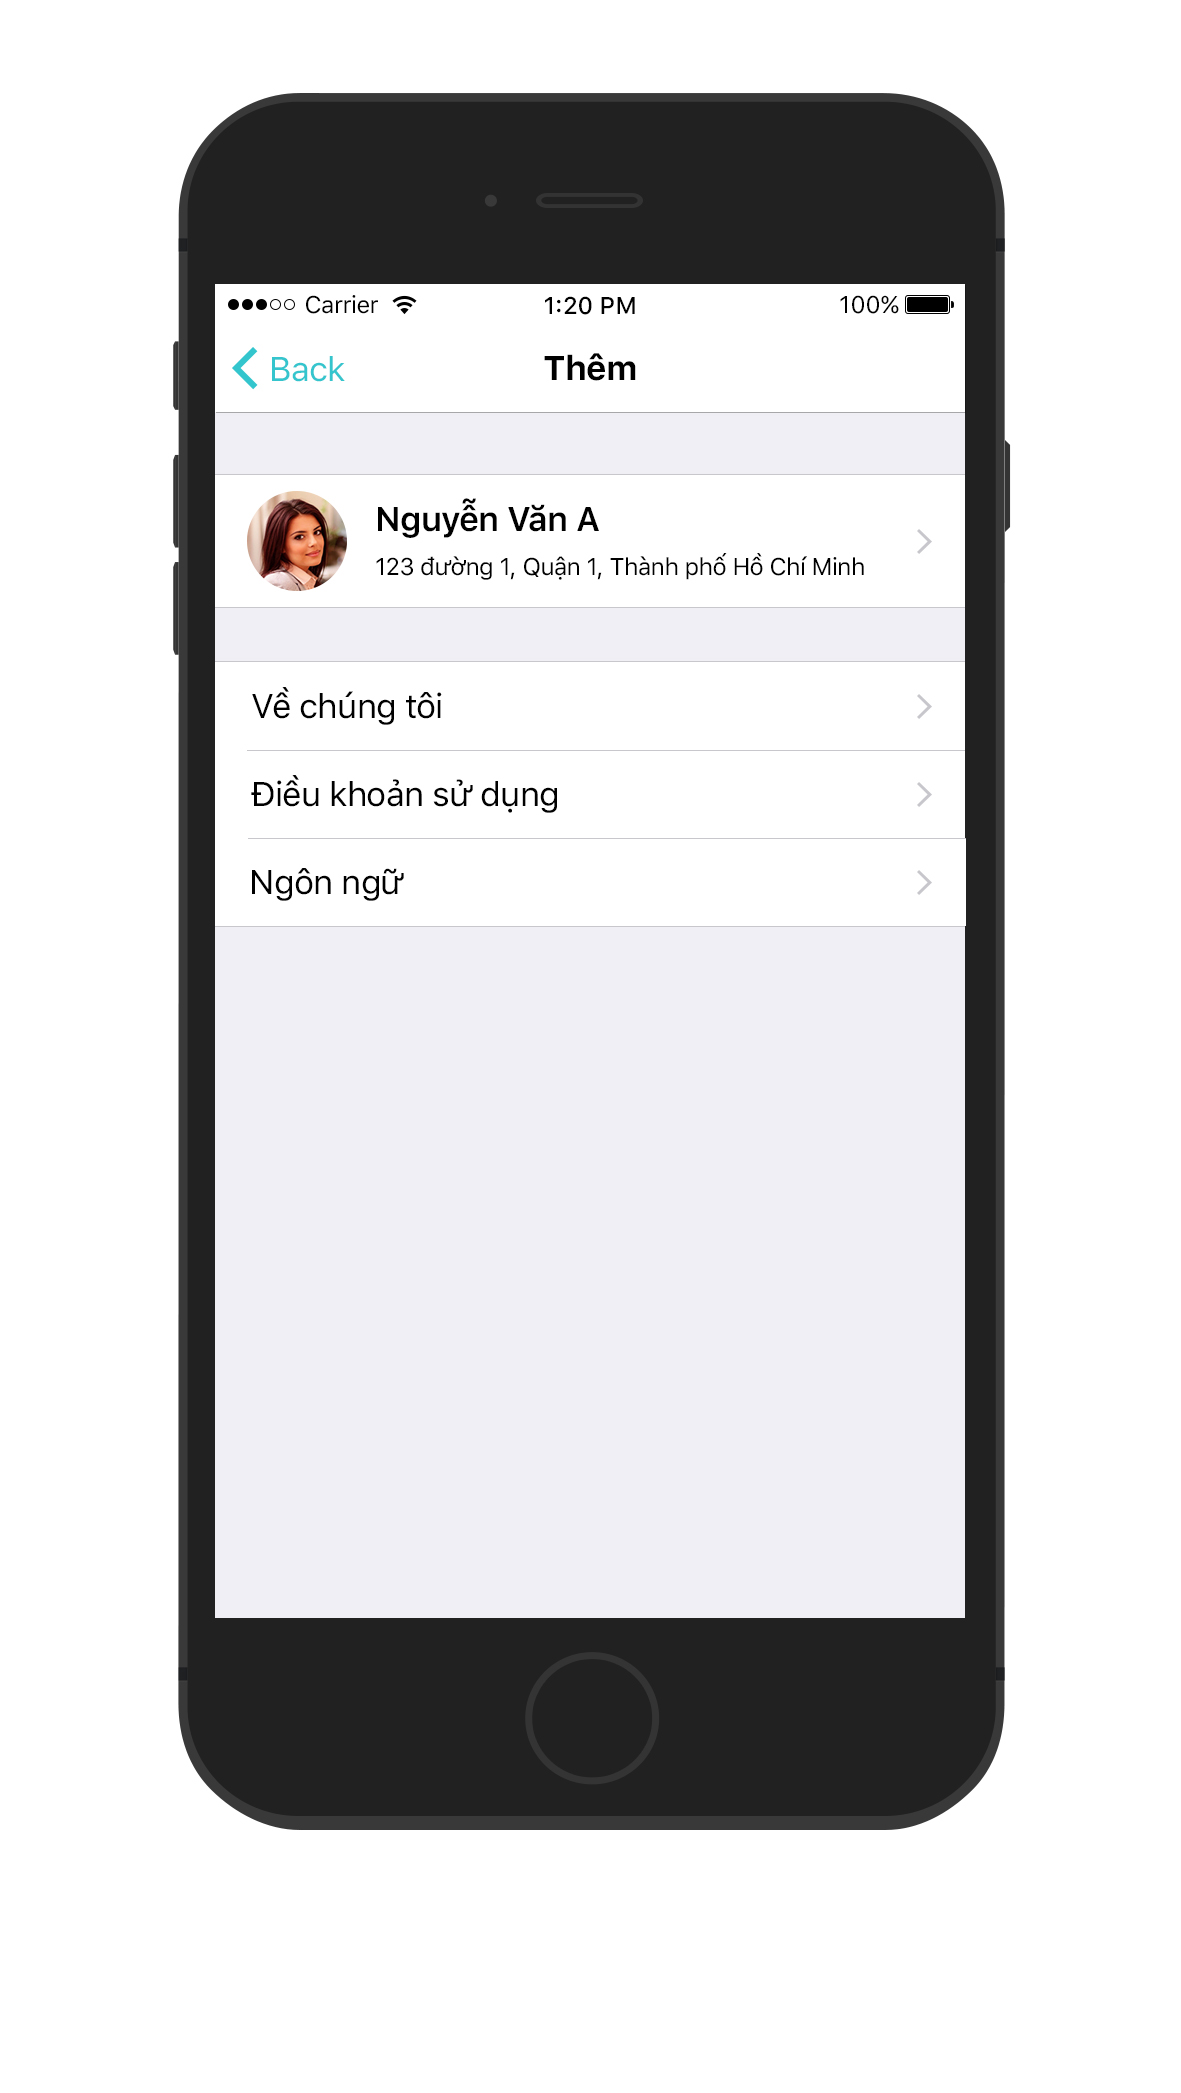 Carrier 1:20 PM 100%
Back Thêm
Nguyễn Văn A
123 đường 1, Quận 1, Thành phố Hồ Chí Minh
Về chúng tôi
Điều khoản sử dụng
Ngôn ngữ